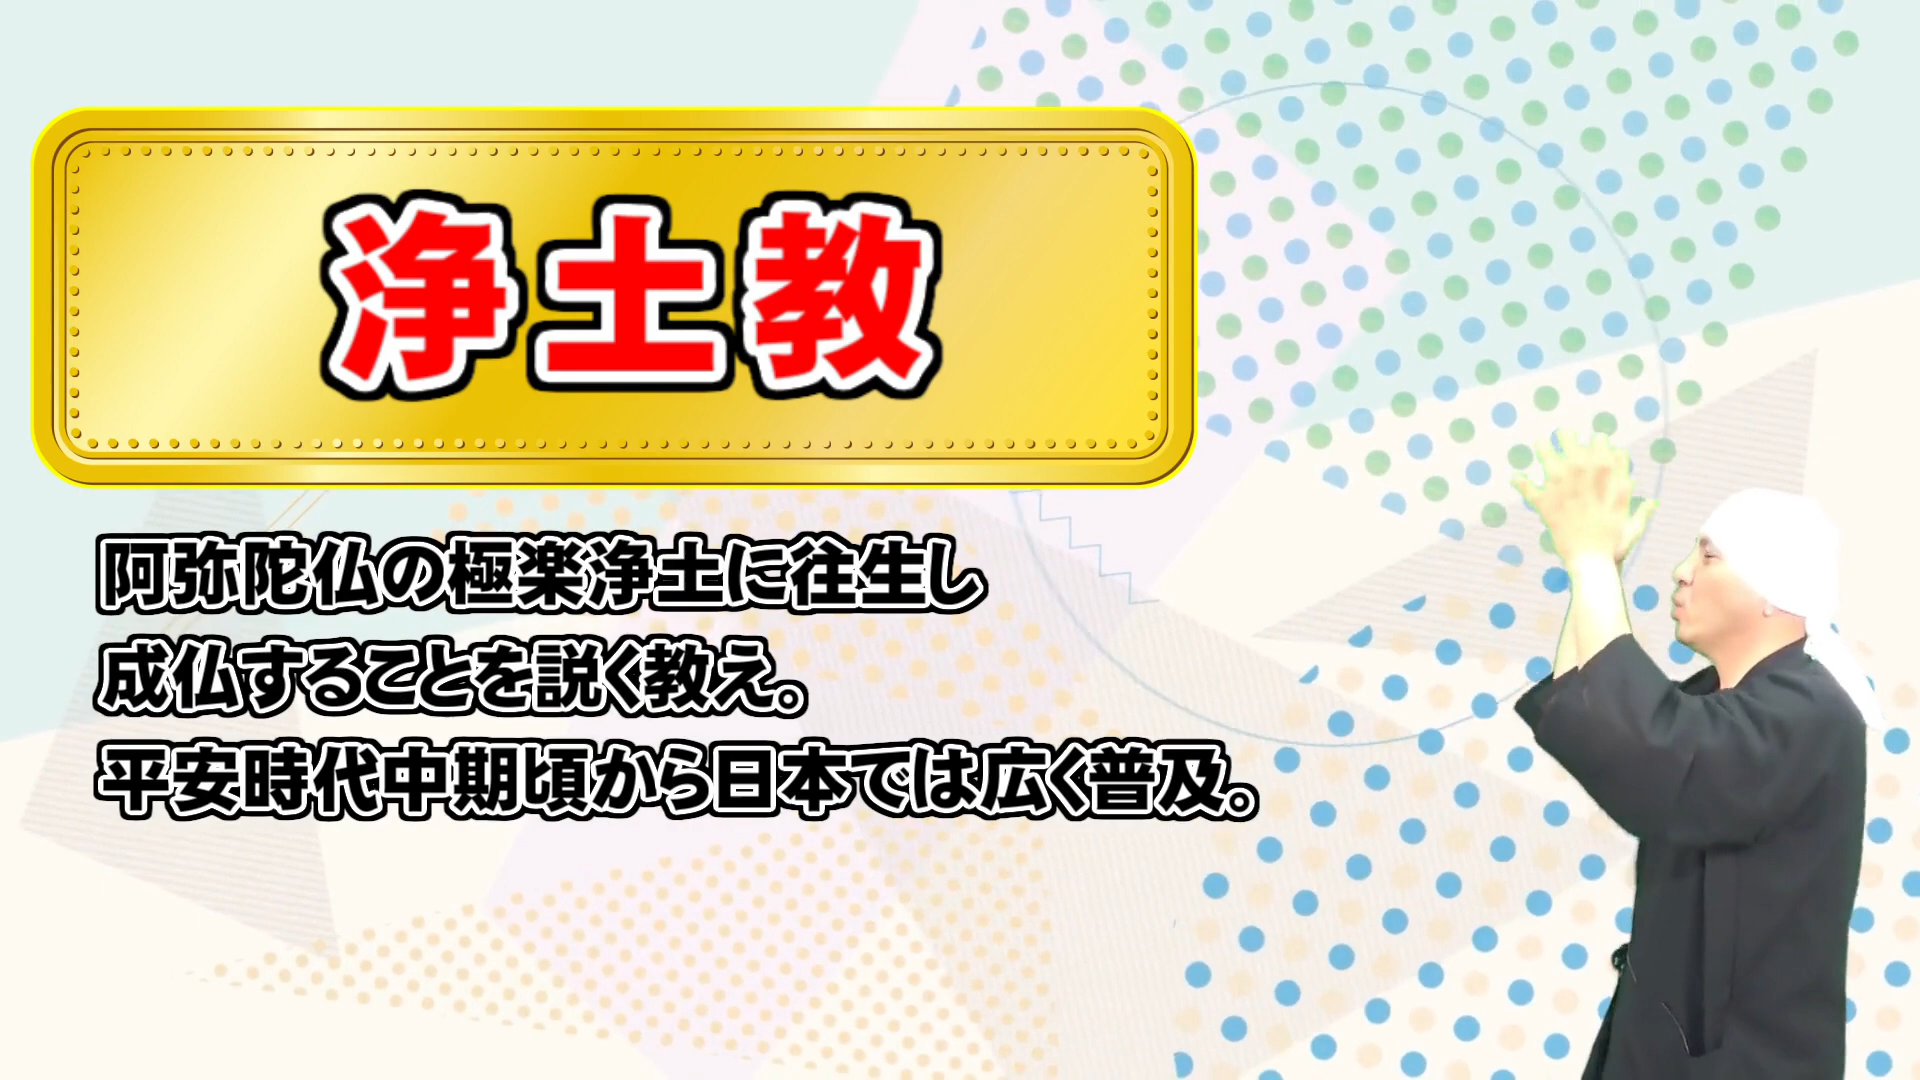 浄土教
阿弥陀仏の極楽浄土に往生し
成仏することを説く教え。
平安時代中期頃から日本では広く普及。